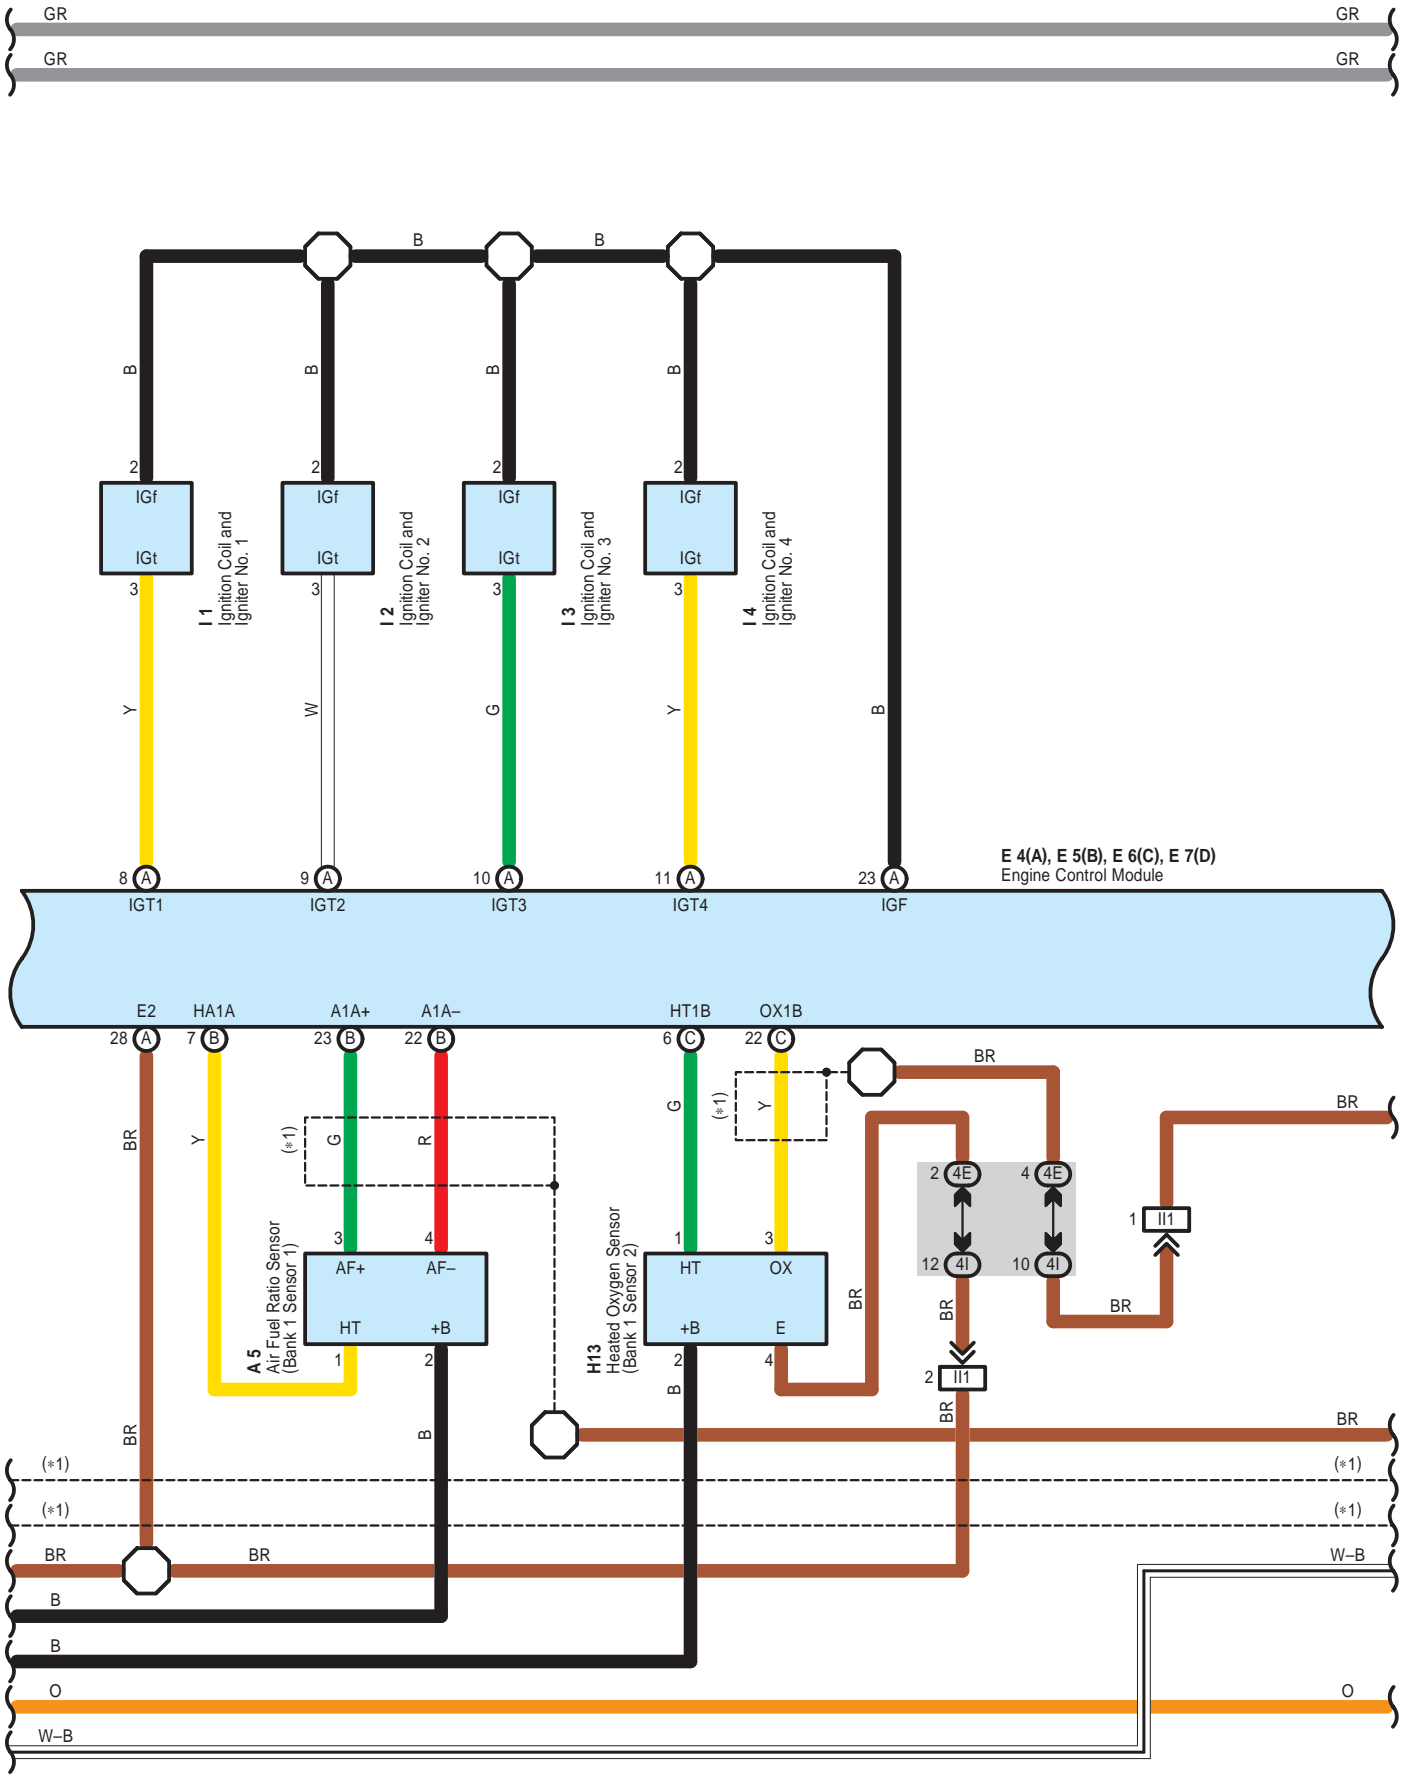 GR GR
GR GR
B B
B B B B
2 2 2 2
IGf IGf IGf IGf
IGt IGt IGt IGt
3 3 3 3
I 1
Ignition Coil and
Igniter No. 1
I 2
Ignition Coil and
Igniter No. 2
I 3
Ignition Coil and
Igniter No. 3
I 4
Ignition Coil and
Igniter No. 4
Y W G Y B
E 4(A), E 5(B), E 6(C), E 7(D)
Engine Control Module
8 A 9 A 10 A 11 A 23 A
IGT1 IGT2 IGT3 IGT4 IGF
E2 HA1A A1A+ A1A– HT1B OX1B
28 A 7 B 23 B 22 B 6 C 22 C
BR
G (∗1) Y
BR
BR Y (∗1) G R
2 4E 4 4E
1 II1
3 4 1 3
AF+ AF– HT OX
12 4I 10 4I
BR BR BR
HT +B +B E
1 2 2 4
A 5
Air Fuel Ratio Sensor
(Bank 1 Sensor 1)
H13
Heated Oxygen Sensor
(Bank 1 Sensor 2)
2 II1
B
BR B BR BR
(∗1) (∗1)
(∗1) (∗1)
BR BR W–B
B
B
O O
W–B